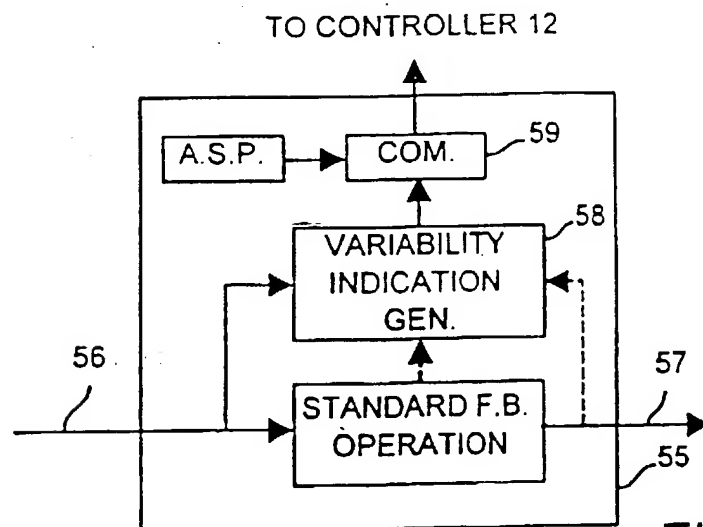 TO CONTROLLER 12
A.S.P.
COM.
59
58
VARIABILITY
INDICATION
GEN.
56
57
STANDARD F.B.
OPERATION
55